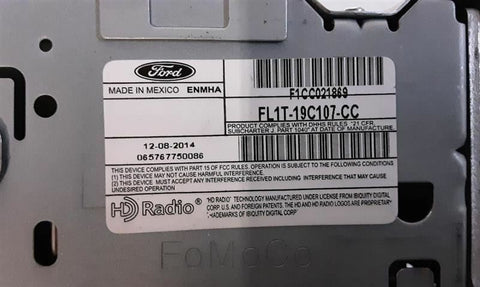 Ford
MADE IN MEXICO ENMHA
F1CC021869
FL1T-19C107-CC
PRODUCT COMPLIES WITH DHHS RULES "21 CFR,
SUBCHARTER J, PART 1040" AT DATE OF MANUFACTURE.
12-08-2014
065767750086
THIS DEVICE COMPLIES WITH PART 15 OF FCC RULES. OPERATION IS SUBJECT TO THE FOLLOWING CONDITIONS
(1) THIS DEVICE MAY NOT CAUSE HARMFUL INTERFERENCE.
(2) THIS DEVICE MUST ACCEPT ANY INTERFERENCE RECEIVED INCLUDING INTERFERENCE THAT MAY CAUSE
UNDESIRED OPERATION.
HD Radio®
"HD RADIO" TECHNOLOGY MANUFACTURED UNDER LICENSE FROM IBIQUITY DIGITAL
CORP. U.S. AND FOREIGN PATENTS. THE HD AND HD RADIO LOGOS ARE PROPRIETARY
TRADEMARKS OF IBIQUITY DIGITAL CORP.
FoMoCo